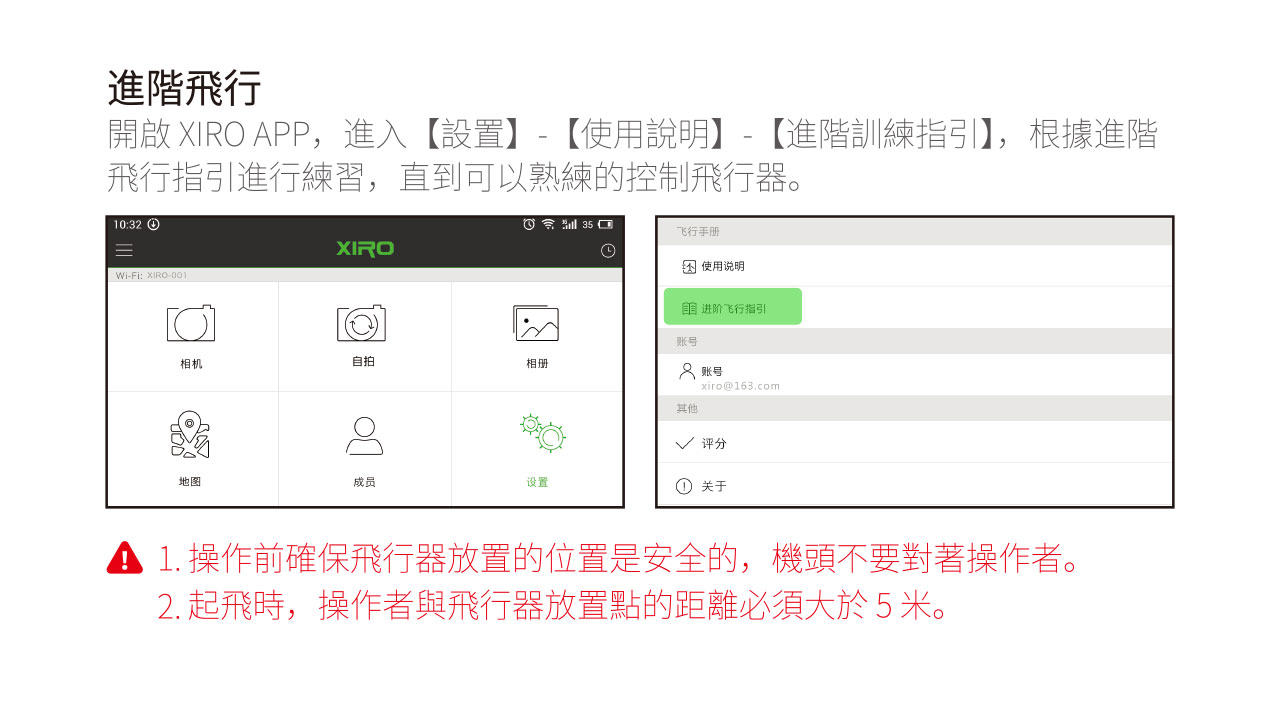 進階飛行
開啟 XIRO APP，進入【設置】-【使用說明】-【進階訓練指引】，根據進階
飛行指引進行練習，直到可以熟練的控制飛行器。
10:32
3G
35
XIRO
Wi-Fi: XIRO-001
相机
自拍
相册
地图
成员
设置
飞行手册
使用说明
进阶飞行指引
账号
账号
xiro@163.com
其他
评分
关于
1. 操作前確保飛行器放置的位置是安全的，機頭不要對著操作者。
2. 起飛時，操作者與飛行器放置點的距離必須大於 5 米。